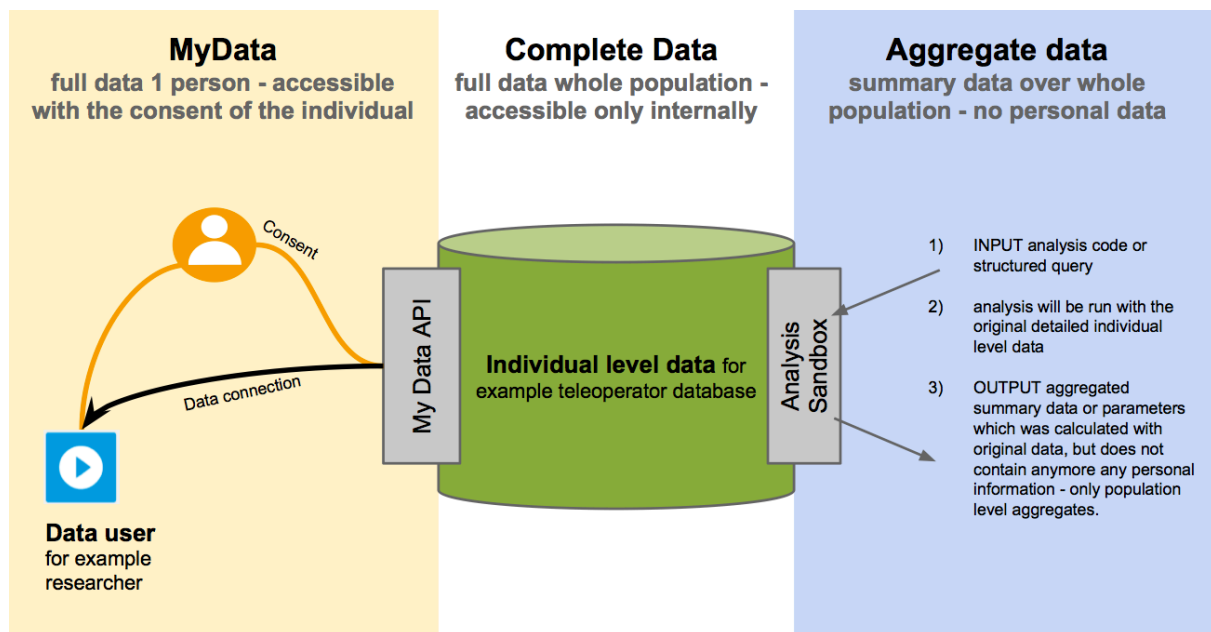 MyData
full data 1 person - accessible
with the consent of the individual
Complete Data
full data whole population -
accessible only internally
Aggregate data
summary data over whole
population - no personal data
Consent
Data connection
Data user
for example
researcher
My Data API
Individual level data for
example teleoperator database
Analysis
Sandbox
1) INPUT analysis code or
structured query
2) analysis will be run with the
original detailed individual
level data
3) OUTPUT aggregated
summary data or parameters
which was calculated with
original data, but does not
contain anymore any personal
information - only population
level aggregates.